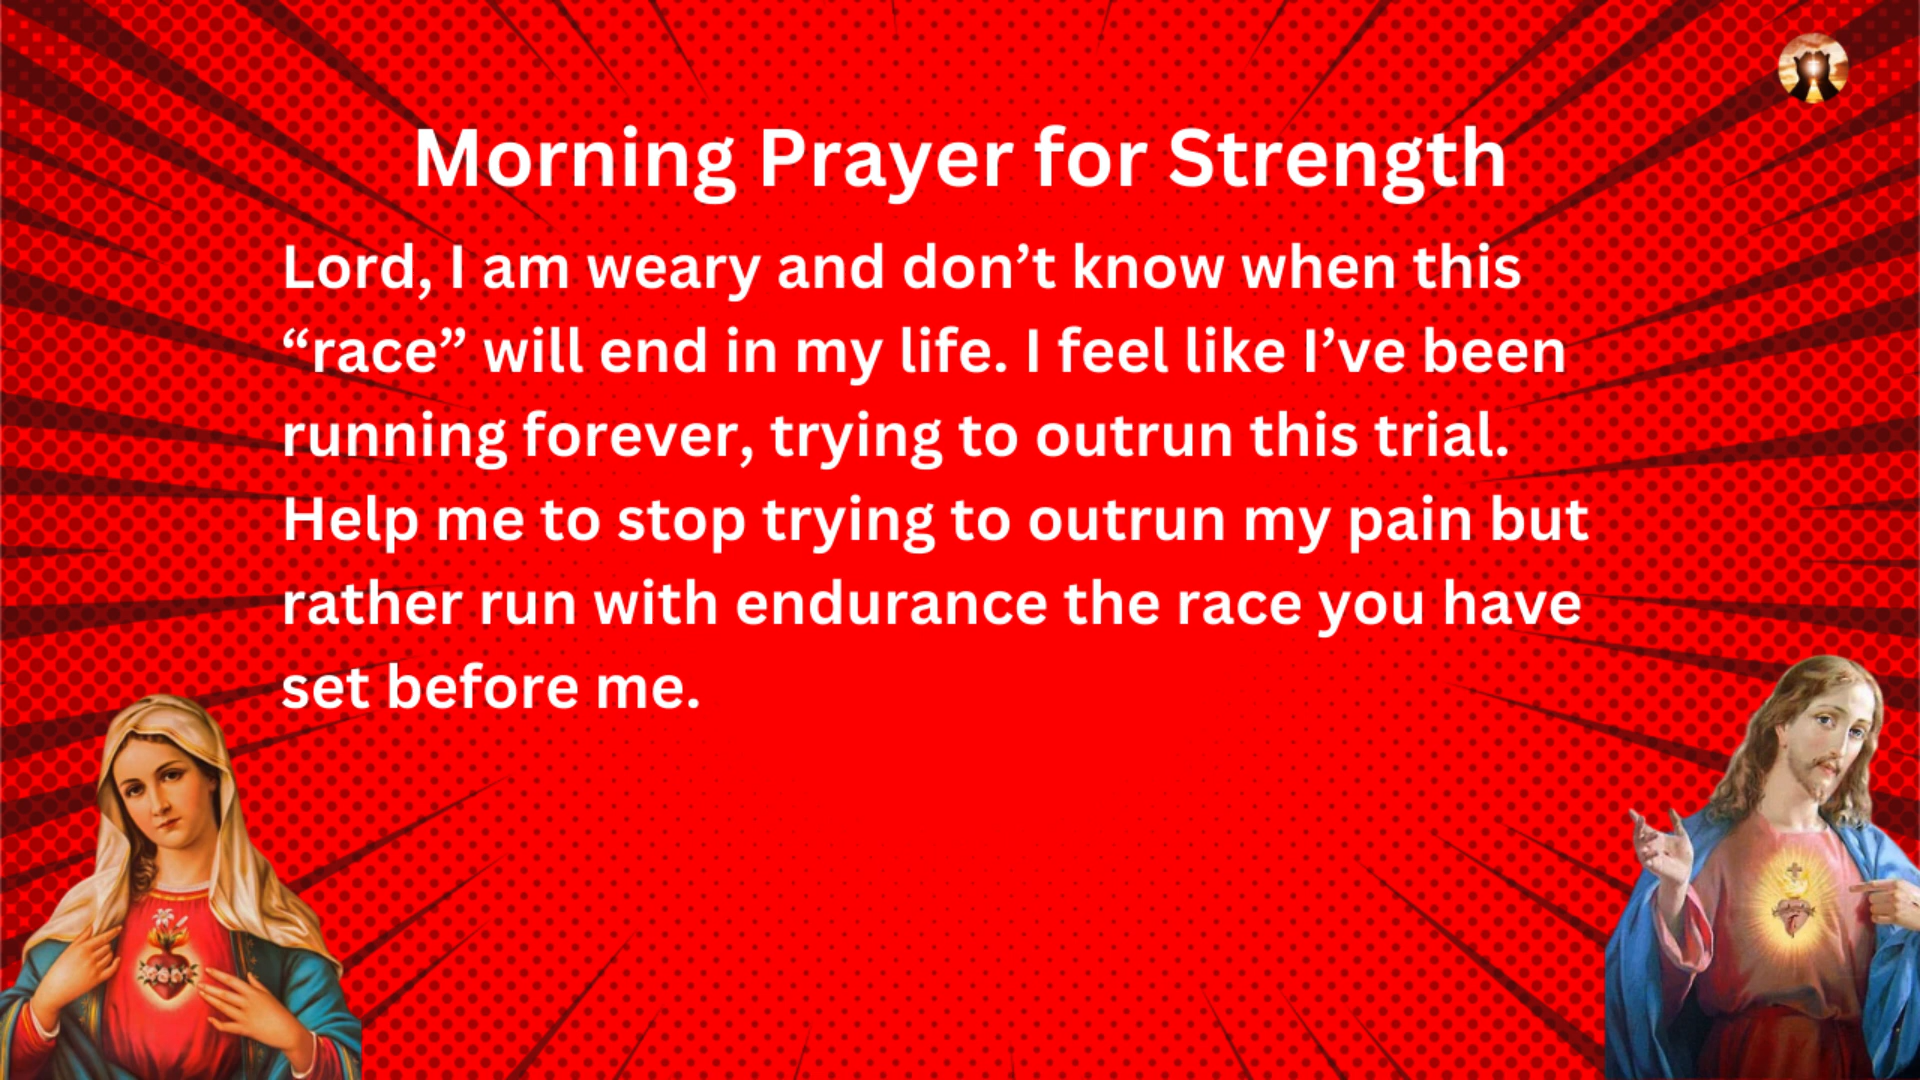 Morning Prayer for Strength
Lord, I am weary and don’t know when this
“race” will end in my life. I feel like I’ve been
running forever, trying to outrun this trial.
Help me to stop trying to outrun my pain but
rather run with endurance the race you have
set before me.